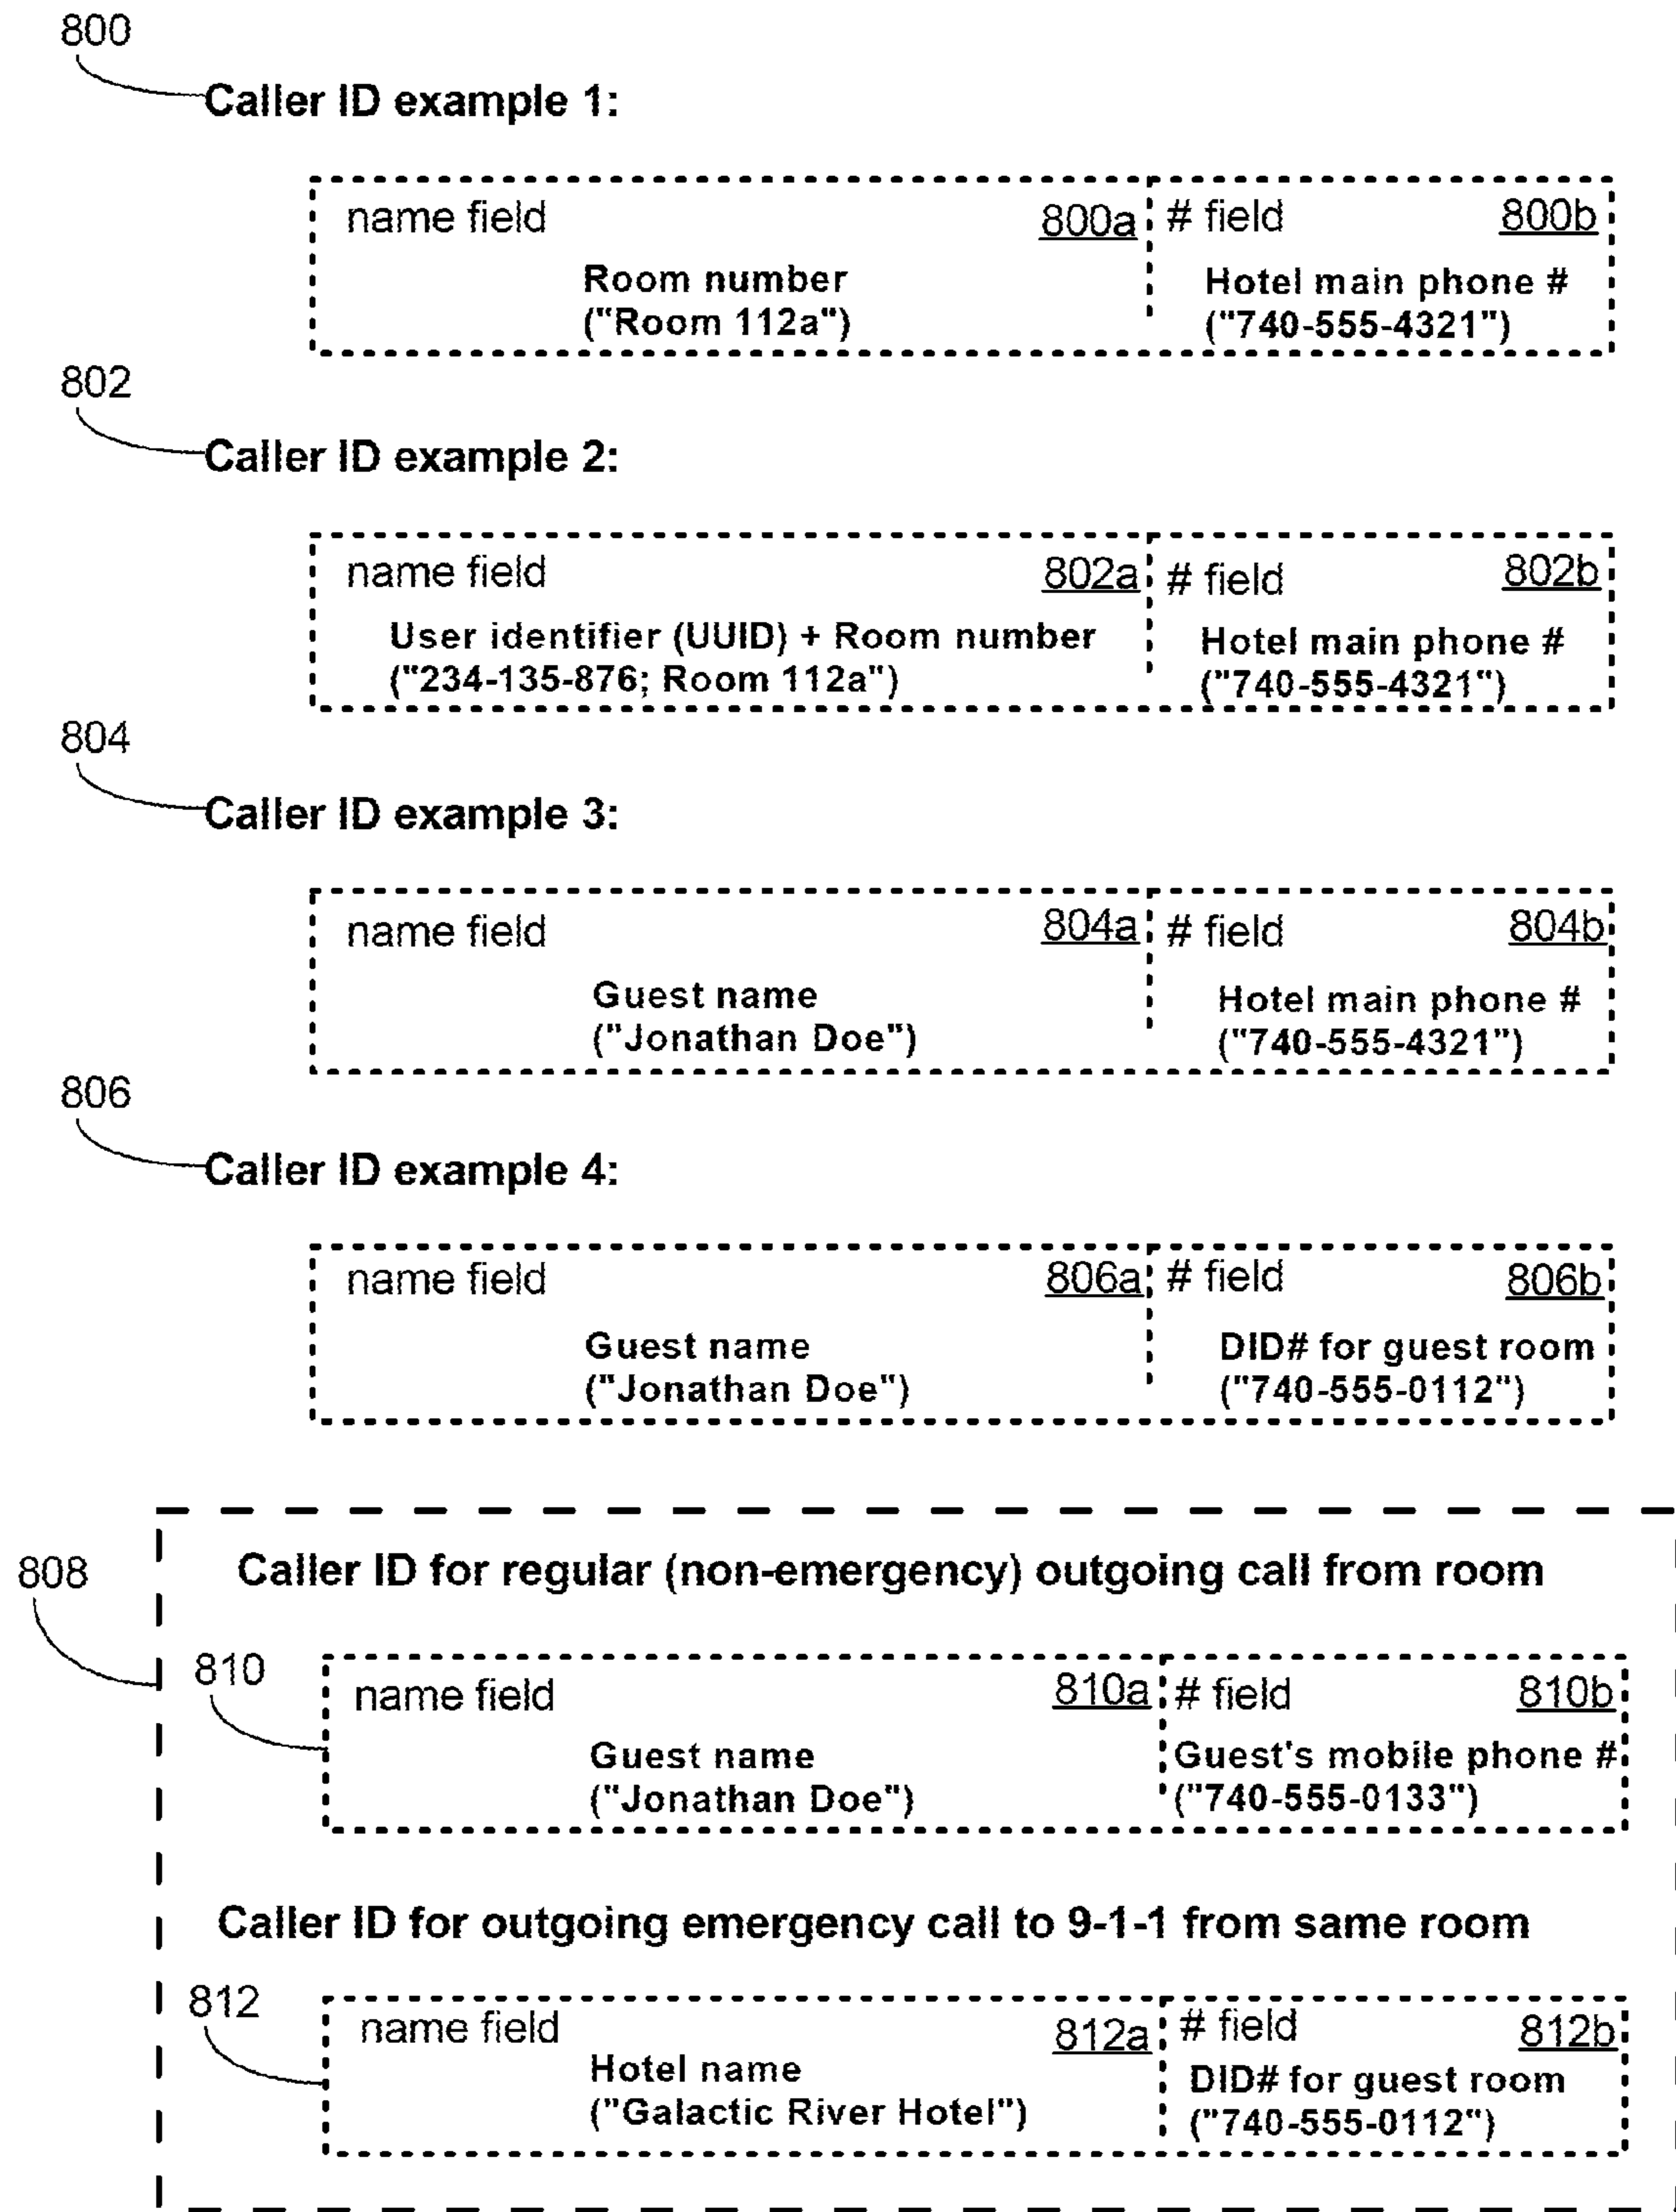 800
Caller ID example 1:
name field 800a # field 800b
Room number Hotel main phone #
("Room 112a") ("740-555-4321")
802
Caller ID example 2:
name field 802a # field 802b
User identifier (UUID) + Room number Hotel main phone #
("234-135-876; Room 112a") ("740-555-4321")
804
Caller ID example 3:
name field 804a # field 804b
Guest name Hotel main phone #
("Jonathan Doe") ("740-555-4321")
806
Caller ID example 4:
name field 806a # field 806b
Guest name DID# for guest room
("Jonathan Doe") ("740-555-0112")
808
Caller ID for regular (non-emergency) outgoing call from room
810
name field 810a # field 810b
Guest name Guest's mobile phone #
("Jonathan Doe") ("740-555-0133")
Caller ID for outgoing emergency call to 9-1-1 from same room
812
name field 812a # field 812b
Hotel name DID# for guest room
("Galactic River Hotel") ("740-555-0112")